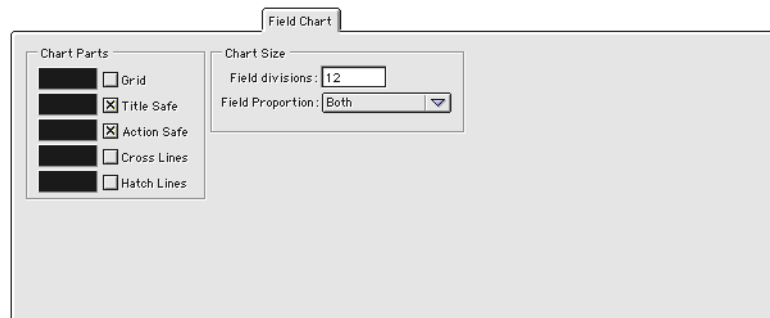 Field Chart
Chart Parts
Grid
Title Safe
Action Safe
Cross Lines
Hatch Lines
Chart Size
Field divisions: 12
Field Proportion: Both